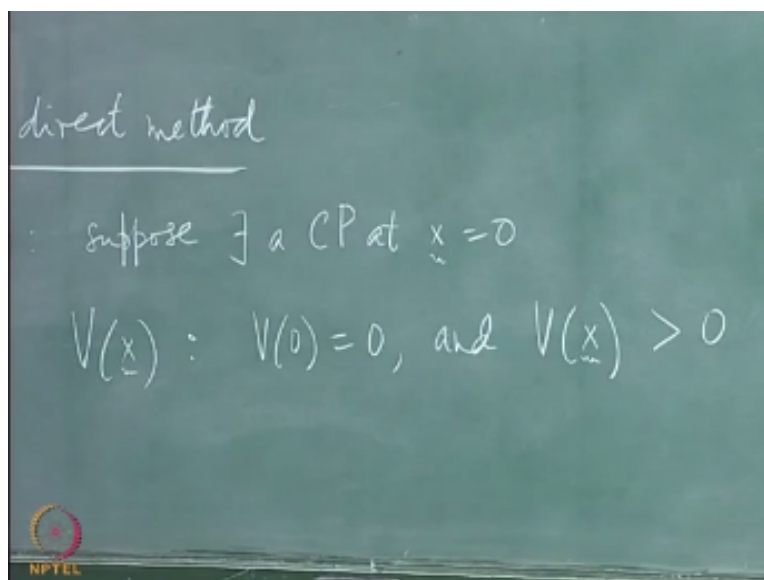 direct method
: suppose ∃ a CP at x̰ = 0
V(x̰) : V(0) = 0, and V(x̰) > 0
NPTEL